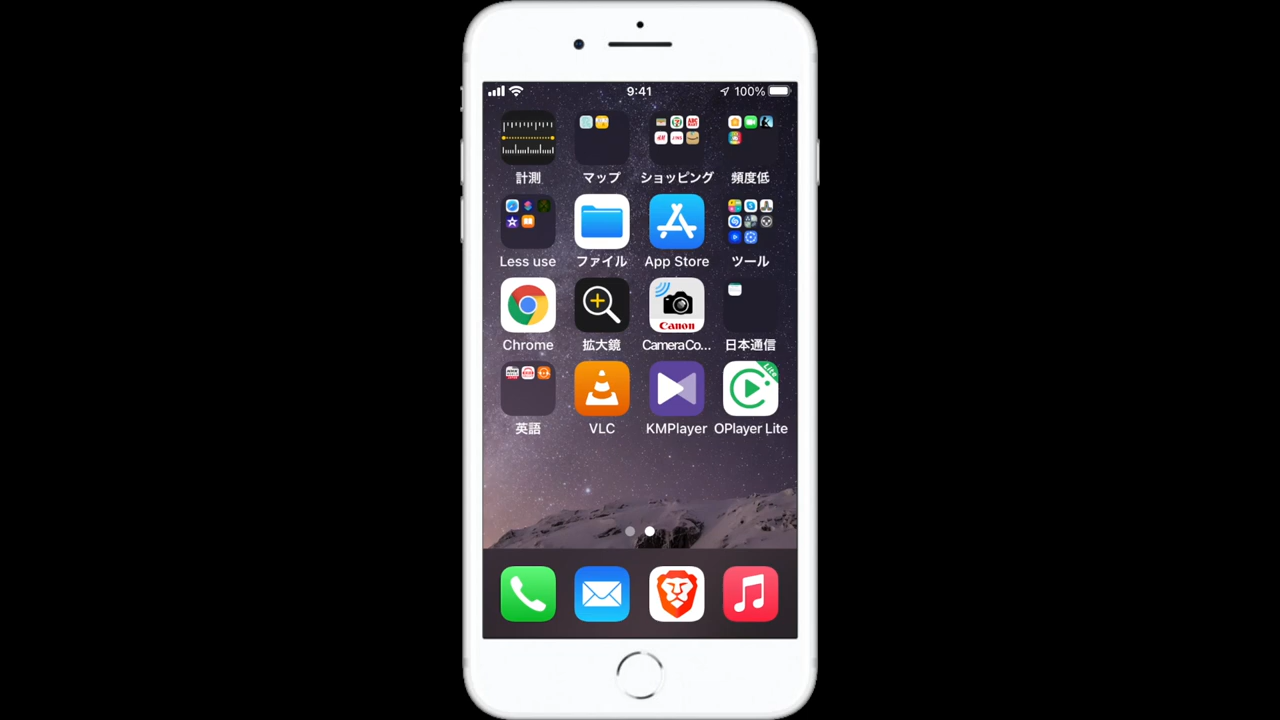 9:41
100%
計測
マップ
ショッピング
頻度低
Less use
ファイル
App Store
ツール
Chrome
拡大鏡
Canon
CameraCo...
日本通信
Lite
英語
VLC
KMPlayer
OPlayer Lite